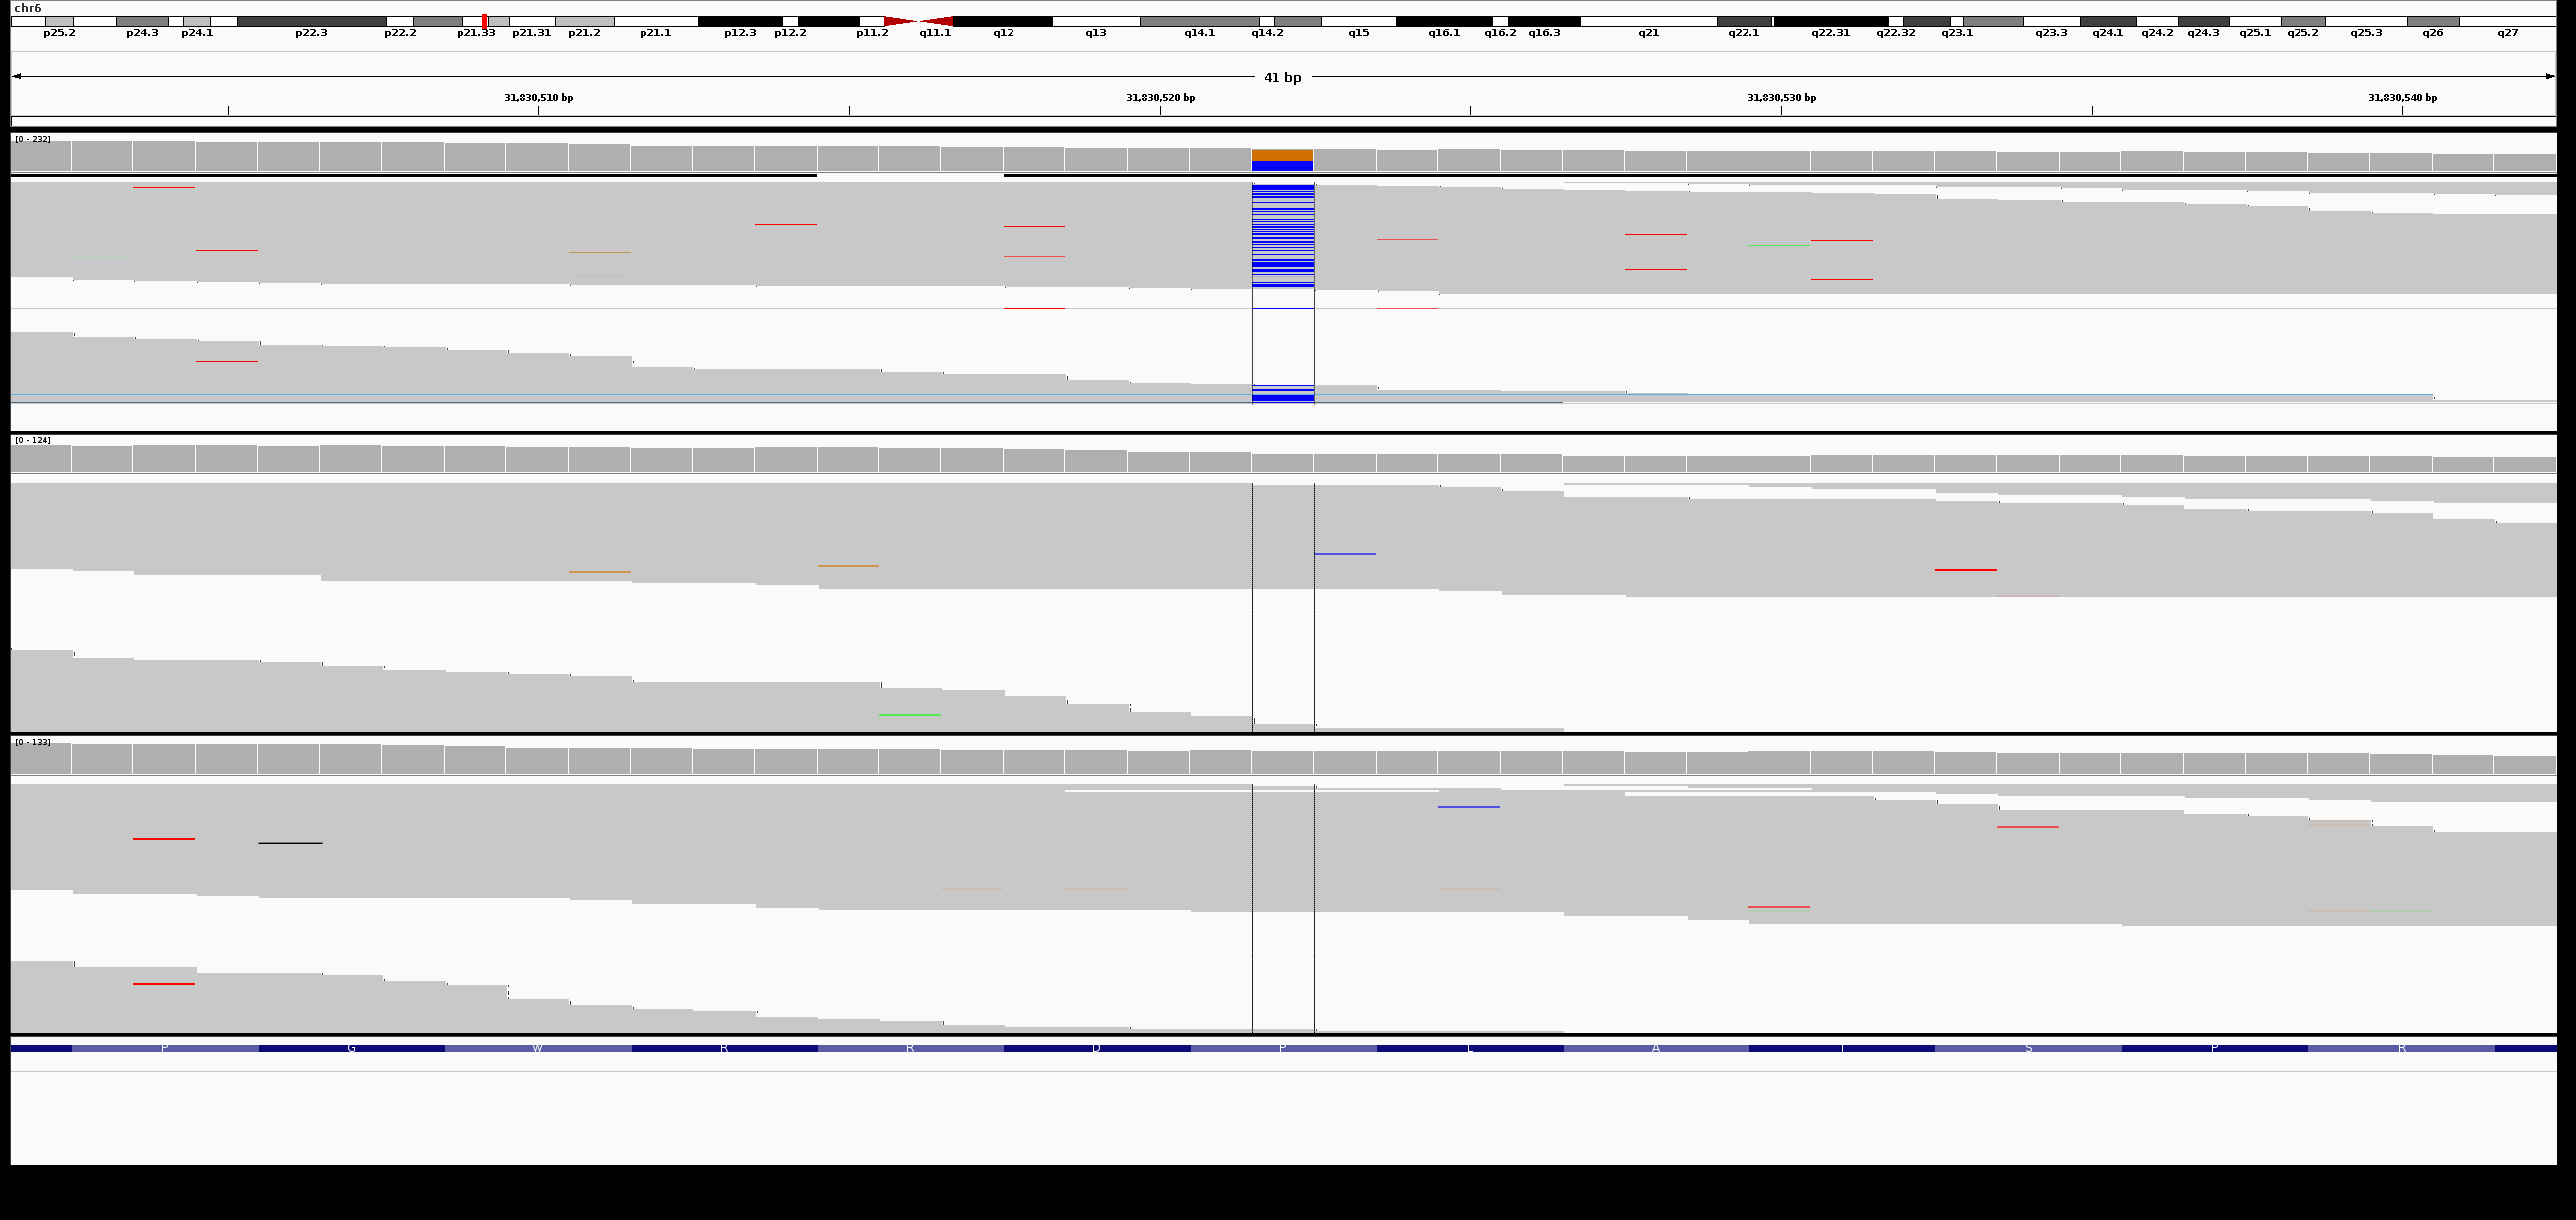 chr6
p25.2 p24.3 p24.1 p22.3 p22.2 p21.33 p21.31 p21.2 p21.1 p12.3 p12.2 p11.2 q11.1 q12 q13 q14.1 q14.2 q15 q16.1 q16.2 q16.3 q21 q22.1 q22.31 q22.32 q23.1 q23.3 q24.1 q24.2 q24.3 q25.1 q25.2 q25.3 q26 q27
41 bp
31,830,510 bp 31,830,520 bp 31,830,530 bp 31,830,540 bp
[0 - 232]
[0 - 124]
[0 - 133]
P G W R R D P L A I S P R